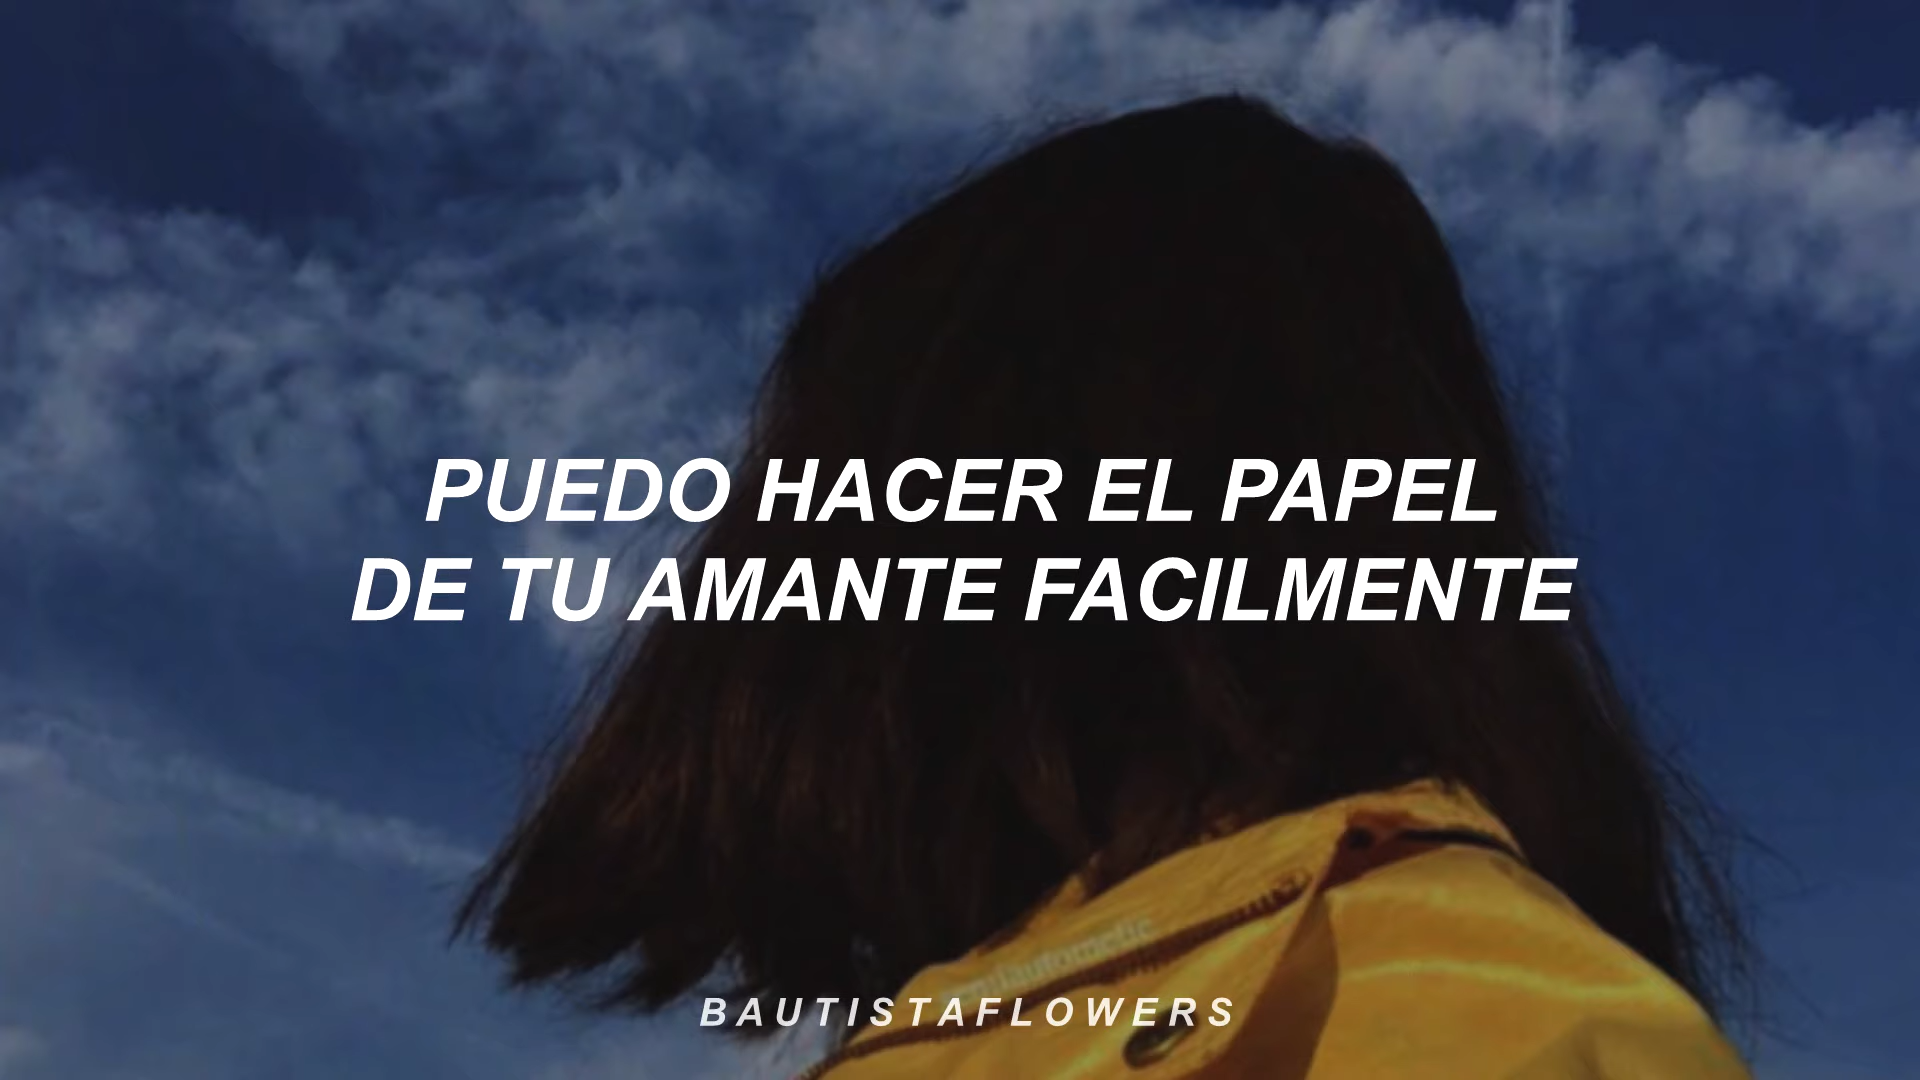 PUEDO HACER EL PAPEL
DE TU AMANTE FACILMENTE
BAUTISTAFLOWERS